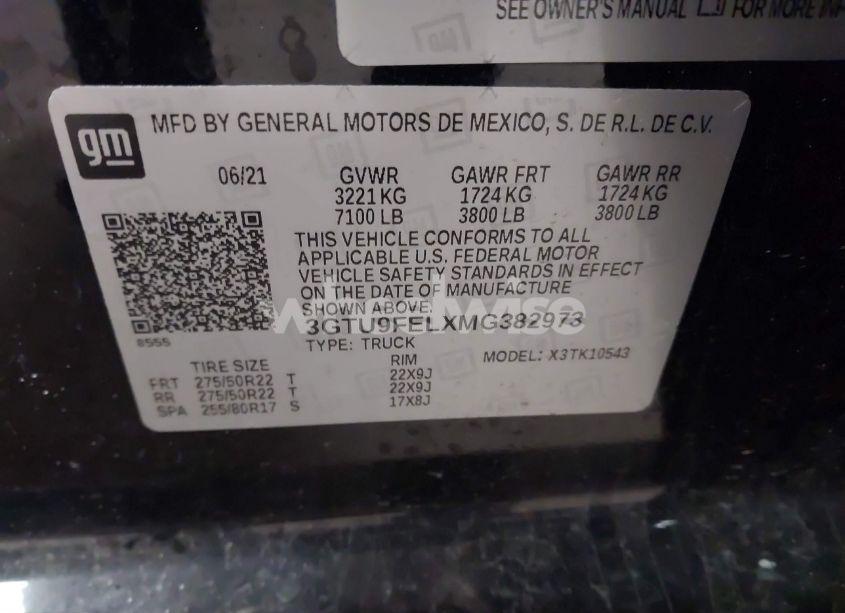 SEE OWNER'S MANUAL FOR MORE
gm
MFD BY GENERAL MOTORS DE MEXICO, S. DE R.L. DE C.V.
06/21 GVWR GAWR FRT GAWR RR
3221 KG 1724 KG 1724 KG
7100 LB 3800 LB 3800 LB
THIS VEHICLE CONFORMS TO ALL
APPLICABLE U.S. FEDERAL MOTOR
VEHICLE SAFETY STANDARDS IN EFFECT
ON THE DATE OF MANUFACTURE
SHOWN ABOVE.
3GTU9FELXMG382973
8555
TYPE: TRUCK MODEL: X3TK10543
TIRE SIZE RIM
FRT 275/50R22 T 22X9J
RR 275/50R22 T 22X9J
SPA 255/80R17 S 17X8J